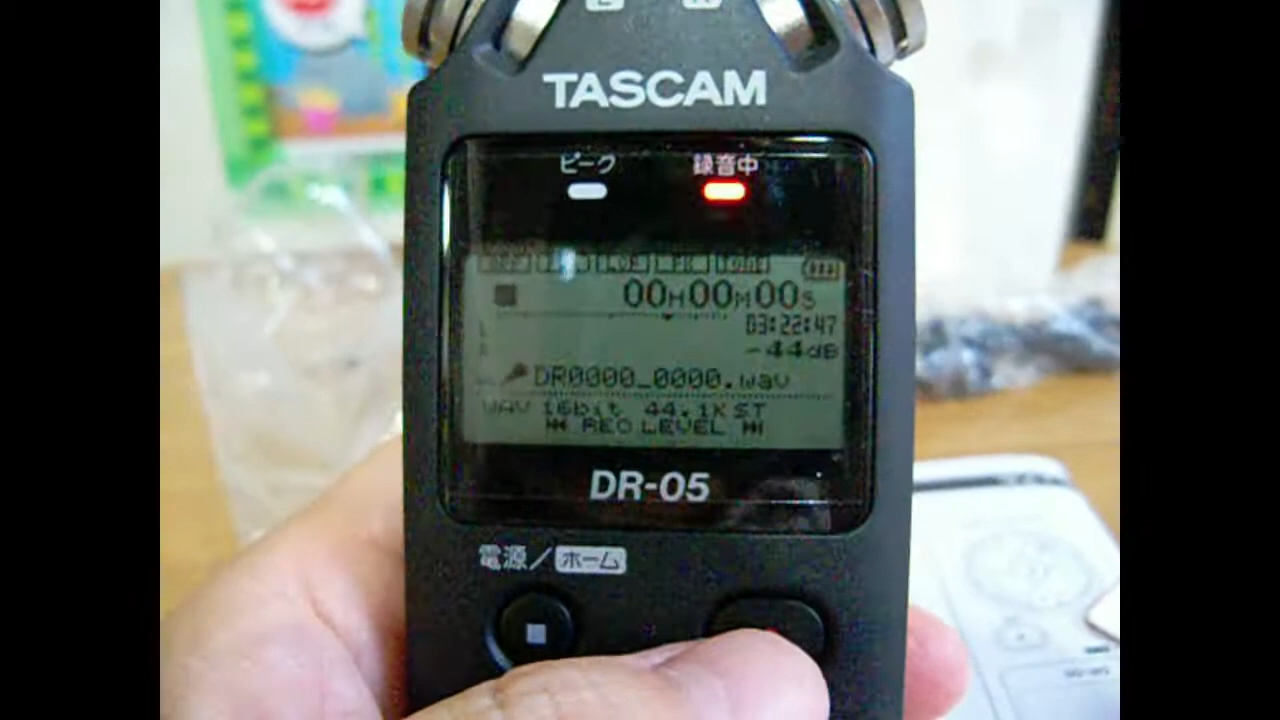 TASCAM
ピーク 録音中
00H00M00S
03:22:47
-44dB
DR0000_0000.wav
WAV 16bit 44.1K ST
⏮ REC LEVEL ⏭
DR-05
電源/ホーム